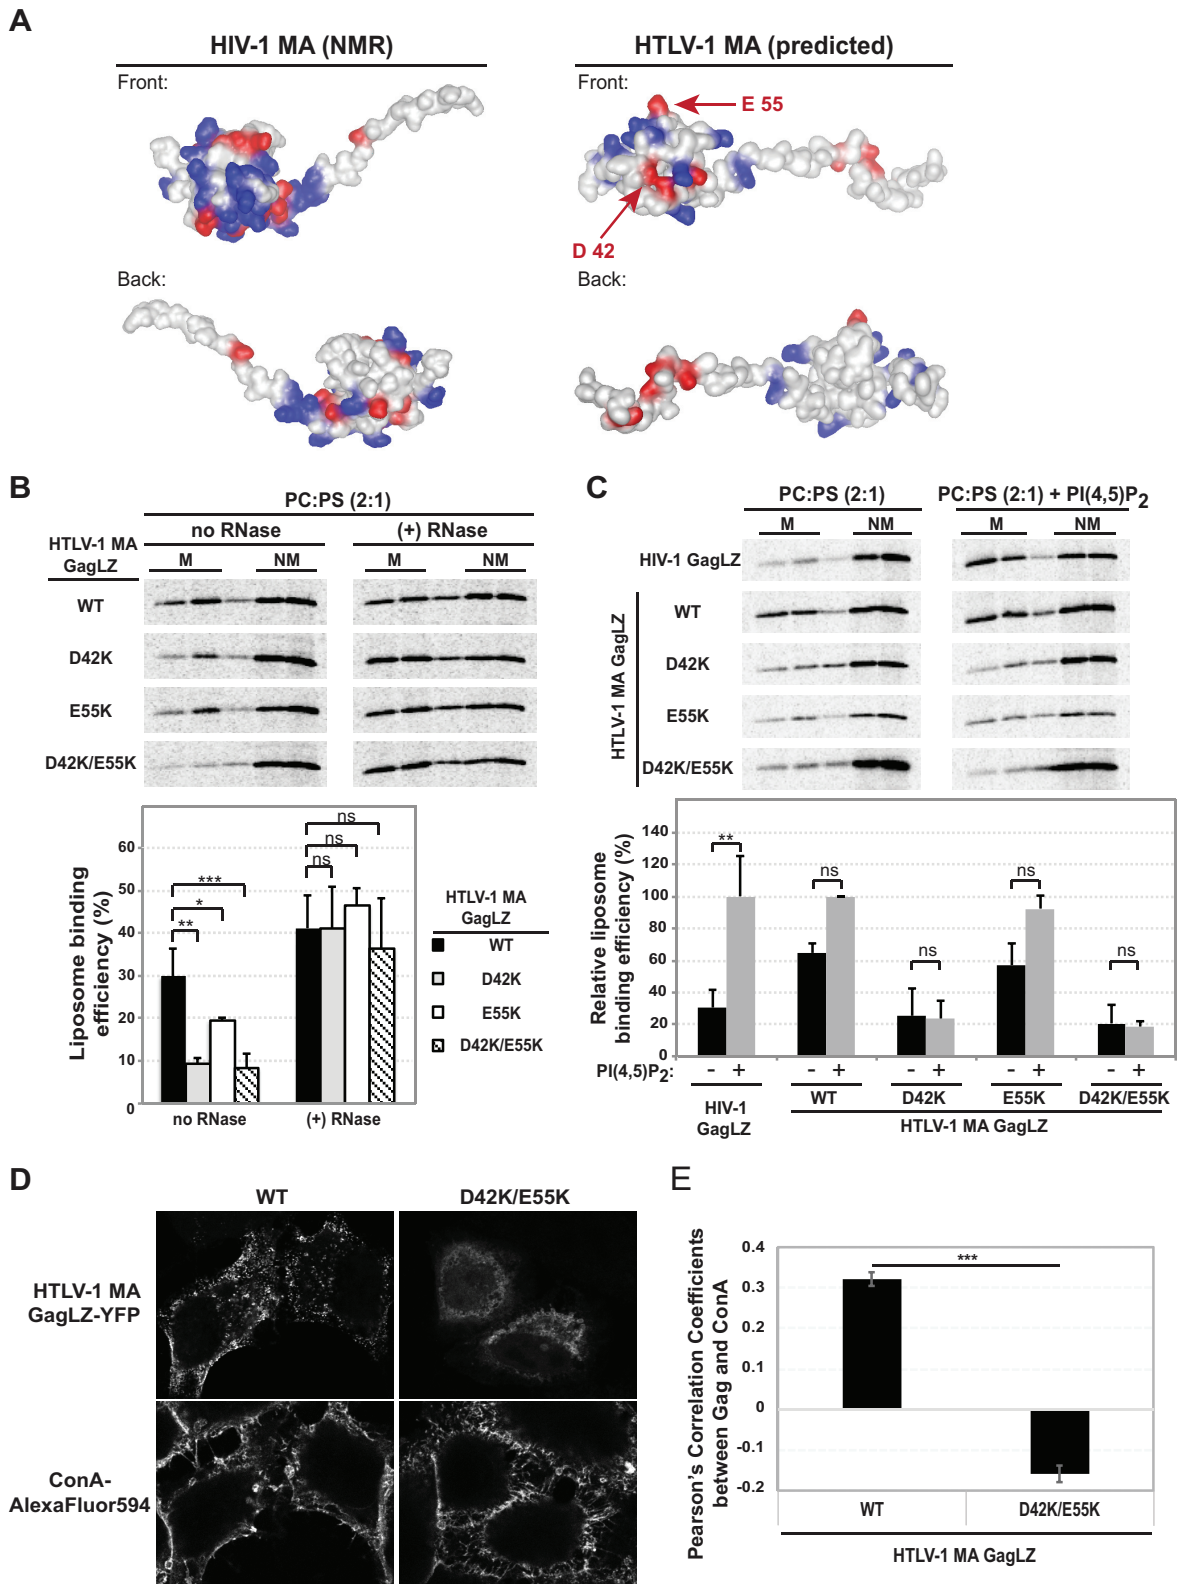 A
HIV-1 MA (NMR)
HTLV-1 MA (predicted)
Front:
Front:
E 55
D 42
Back:
Back:
B
PC:PS (2:1)
no RNase
(+) RNase
HTLV-1 MA
GagLZ
M
NM
M
NM
WT
D42K
E55K
D42K/E55K
Liposome binding
efficiency (%)
60
50
40
30
20
10
0
***
*
**
ns
ns
ns
no RNase
(+) RNase
HTLV-1 MA
GagLZ
WT
D42K
E55K
D42K/E55K
C
PC:PS (2:1)
PC:PS (2:1) + PI(4,5)P2
M
NM
M
NM
HIV-1 GagLZ
HTLV-1 MA GagLZ
WT
D42K
E55K
D42K/E55K
Relative liposome
binding efficiency (%)
140
120
100
80
60
40
20
0
**
ns
ns
ns
ns
PI(4,5)P2:
- + - + - + - + - +
HIV-1
GagLZ
WT
D42K
E55K
D42K/E55K
HTLV-1 MA GagLZ
D
WT
D42K/E55K
HTLV-1 MA
GagLZ-YFP
ConA-
AlexaFluor594
E
Pearson's Correlation Coefficients
between Gag and ConA
0.4
0.3
0.2
0.1
0
-0.1
-0.2
***
WT
D42K/E55K
HTLV-1 MA GagLZ